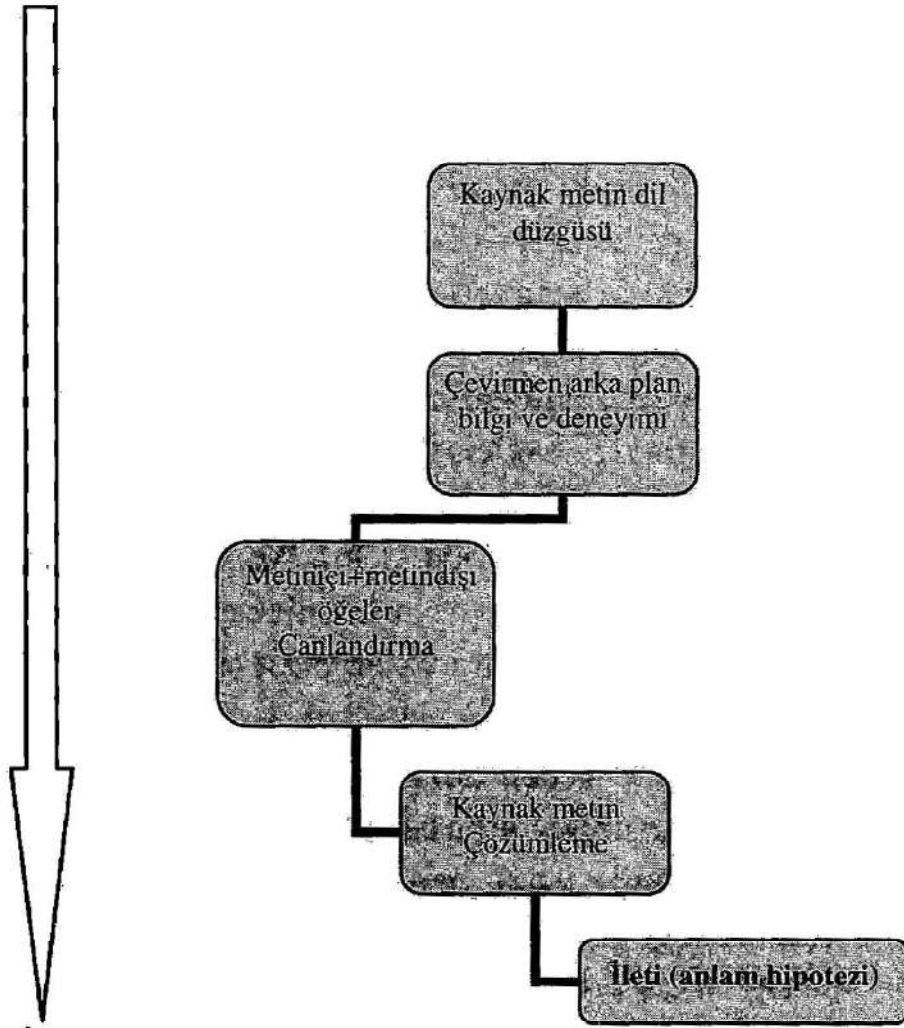 Kaynak metin dil
düzgüsü
Çevirmen arka plan
bilgi ve deneyimi
Metiniçi+metindışı
öğeler
Canlandırma
Kaynak metin
Çözümleme
İleti (anlam hipotezi)